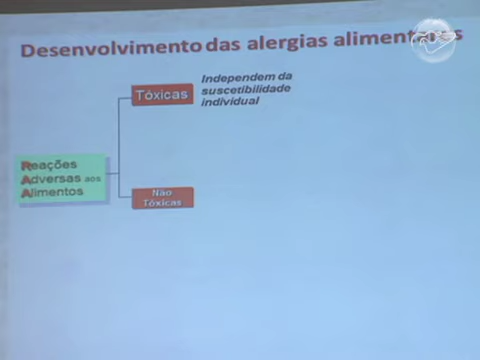 Desenvolvimento das alergias alimentares
Tóxicas
Independem da
suscetibilidade
individual
Reações
Adversas aos
Alimentos
Não
Tóxicas